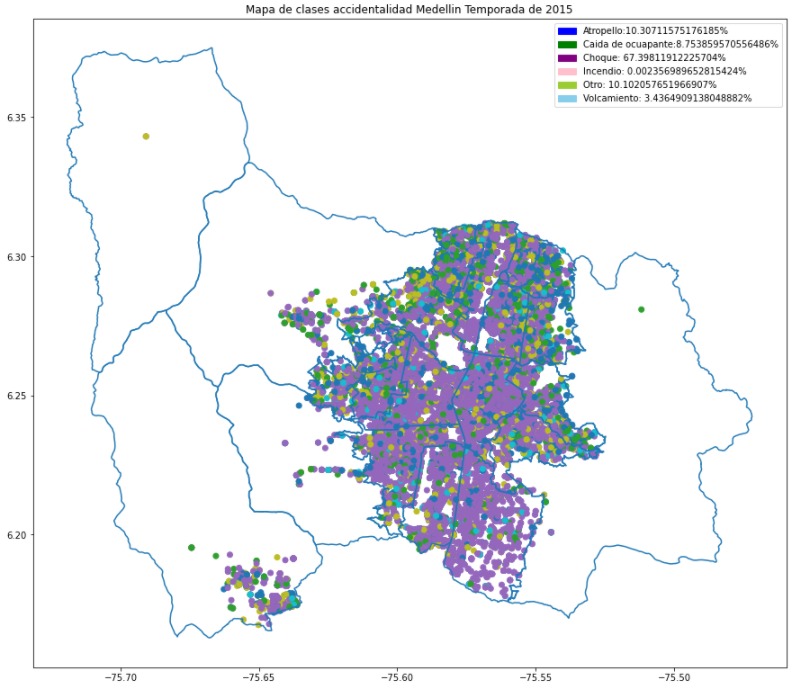 Mapa de clases accidentalidad Medellin Temporada de 2015
Atropello:10.30711575176185%
Caida de ocupante:8.753859570556486%
Choque: 67.39811912225704%
Incendio: 0.002356989652815424%
Otro: 10.102057651966907%
Volcamiento: 3.4364909138048882%
6.35
6.30
6.25
6.20
−75.70
−75.65
−75.60
−75.55
−75.50